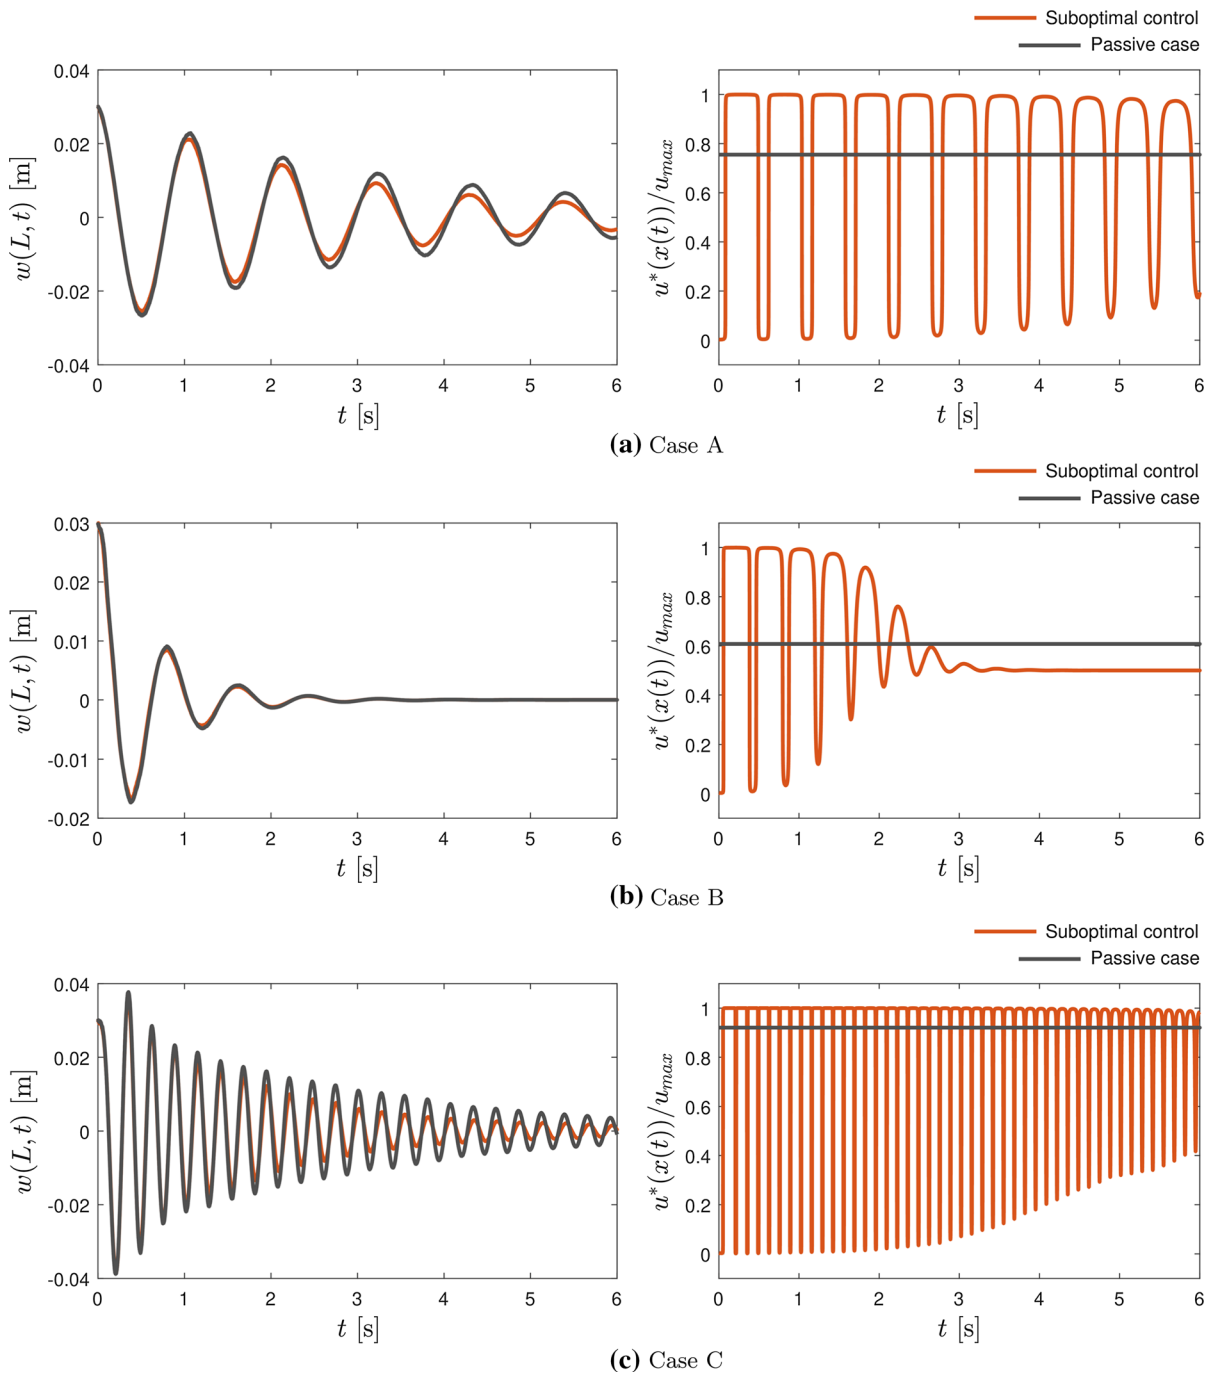 Suboptimal control
Passive case
0.04
0.02
0
-0.02
-0.04
w(L, t) [m]
0 1 2 3 4 5 6
t [s]
1
0.8
0.6
0.4
0.2
0
u*(x(t))/u_max
0 1 2 3 4 5 6
t [s]
(a) Case A
Suboptimal control
Passive case
0.03
0.02
0.01
0
-0.01
-0.02
w(L, t) [m]
0 1 2 3 4 5 6
t [s]
1
0.8
0.6
0.4
0.2
0
u*(x(t))/u_max
0 1 2 3 4 5 6
t [s]
(b) Case B
Suboptimal control
Passive case
0.04
0.02
0
-0.02
-0.04
w(L, t) [m]
0 1 2 3 4 5 6
t [s]
1
0.8
0.6
0.4
0.2
0
u*(x(t))/u_max
0 1 2 3 4 5 6
t [s]
(c) Case C